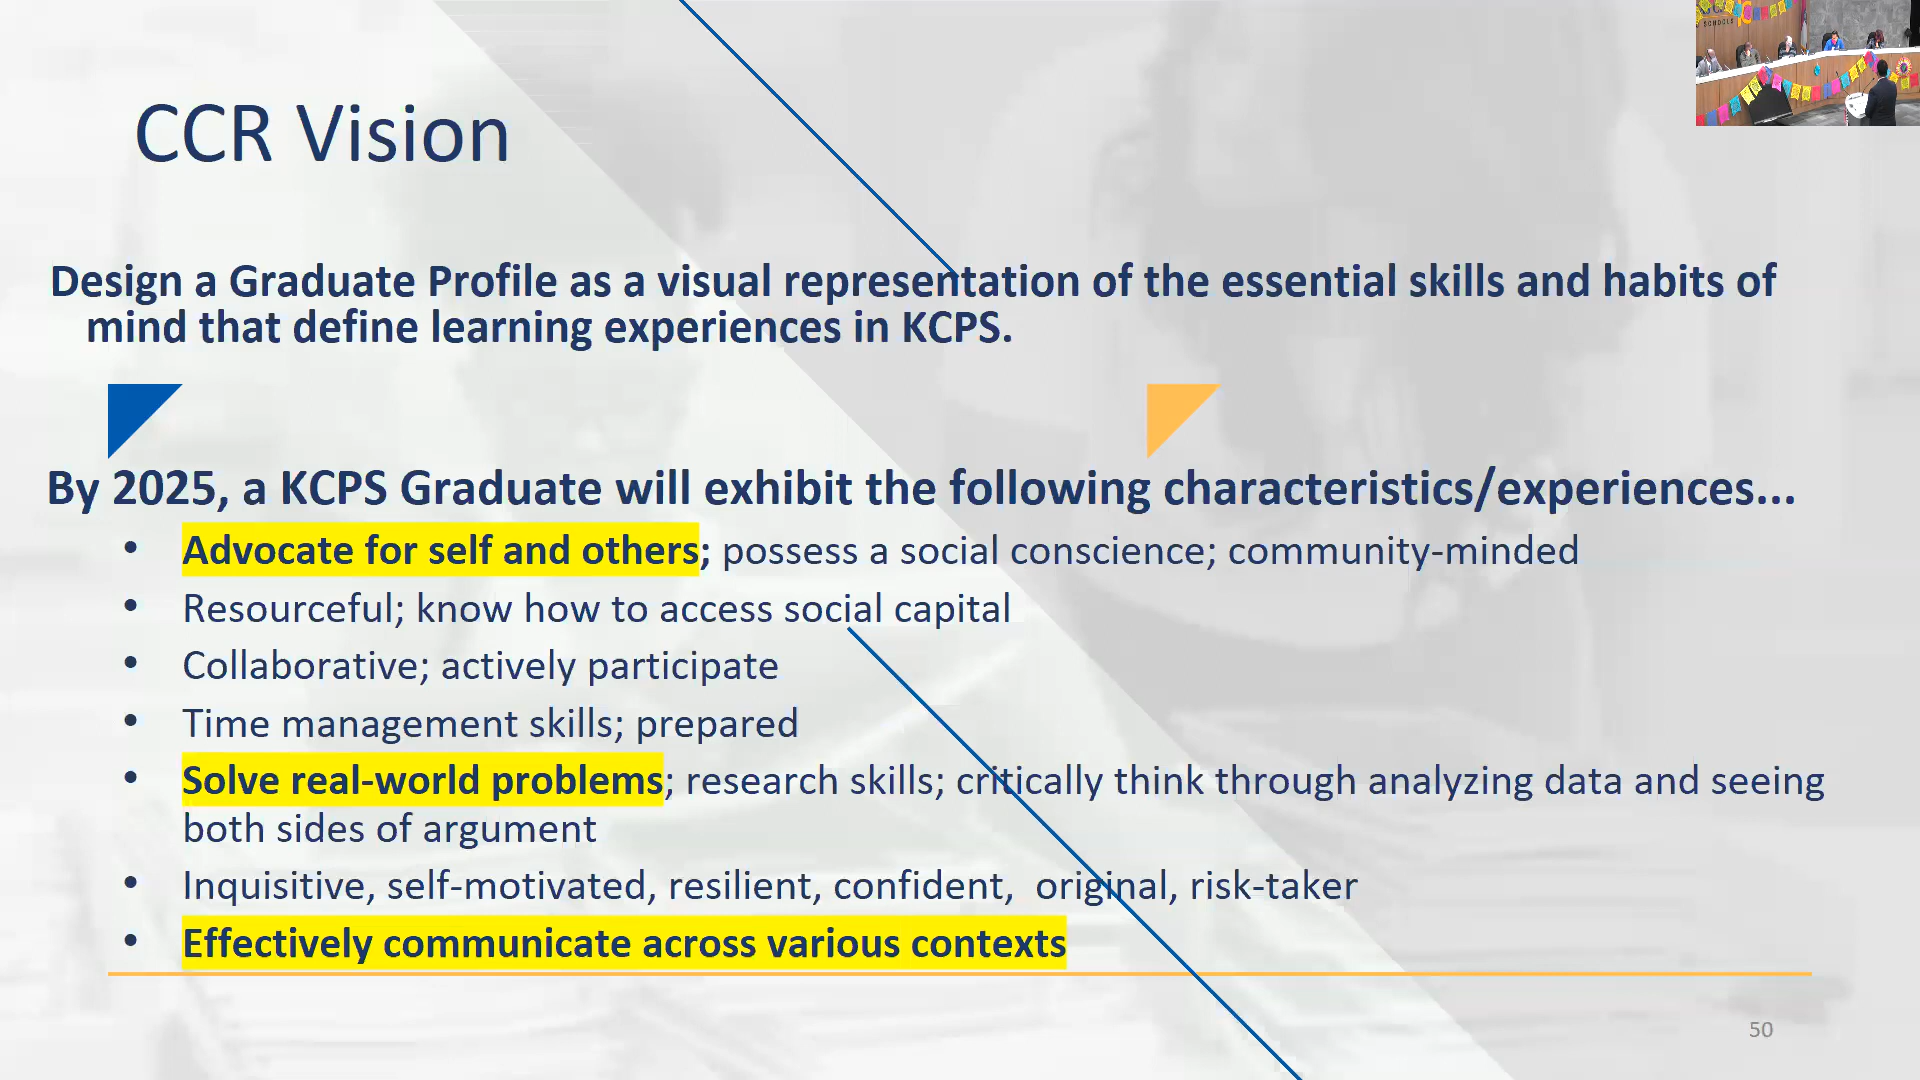 CCR Vision
Design a Graduate Profile as a visual representation of the essential skills and habits of
mind that define learning experiences in KCPS.
By 2025, a KCPS Graduate will exhibit the following characteristics/experiences...
• Advocate for self and others; possess a social conscience; community-minded
• Resourceful; know how to access social capital
• Collaborative; actively participate
• Time management skills; prepared
• Solve real-world problems; research skills; critically think through analyzing data and seeing
both sides of argument
• Inquisitive, self-motivated, resilient, confident,  original, risk-taker
• Effectively communicate across various contexts
50
SCHOOLS